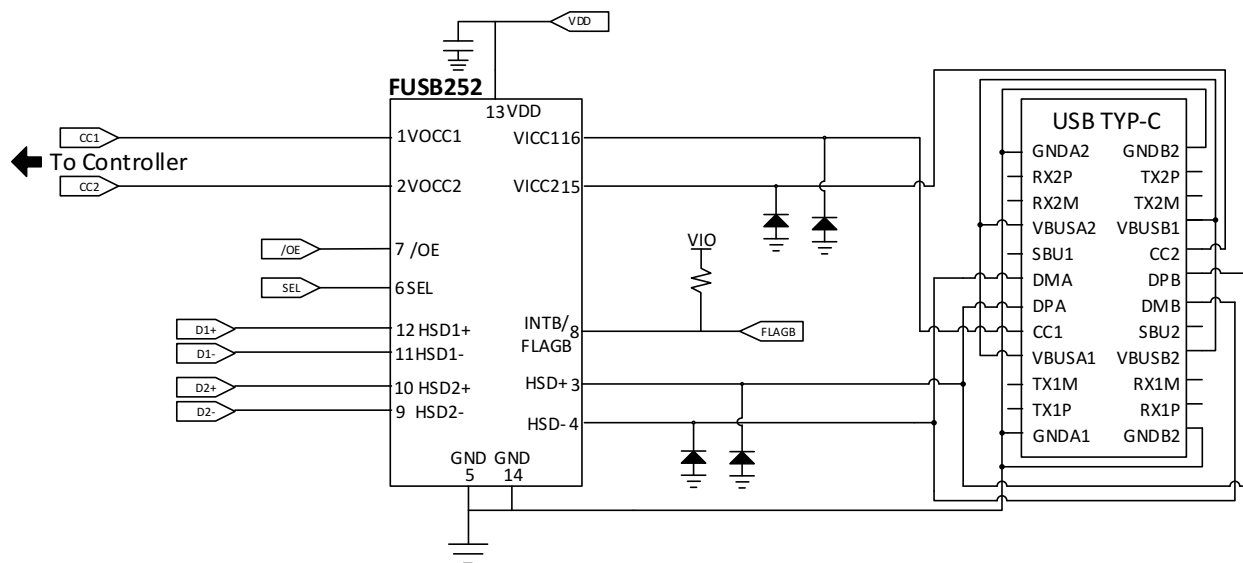 VDD
FUSB252
13 VDD
CC1
1 VOCC1
VICC1 16
To Controller
CC2
2 VOCC2
VICC2 15
/OE
7 /OE
SEL
6 SEL
VIO
D1+
12 HSD1+
INTB/
FLAGB
8
FLAGB
D1-
11 HSD1-
D2+
10 HSD2+
HSD+ 3
D2-
9 HSD2-
HSD- 4
GND
5
GND
14
USB TYP-C
GNDA2 GNDB2
RX2P TX2P
RX2M TX2M
VBUSA2 VBUSB1
SBU1 CC2
DMA DPB
DPA DMB
CC1 SBU2
VBUSA1 VBUSB2
TX1M RX1M
TX1P RX1P
GNDA1 GNDB2